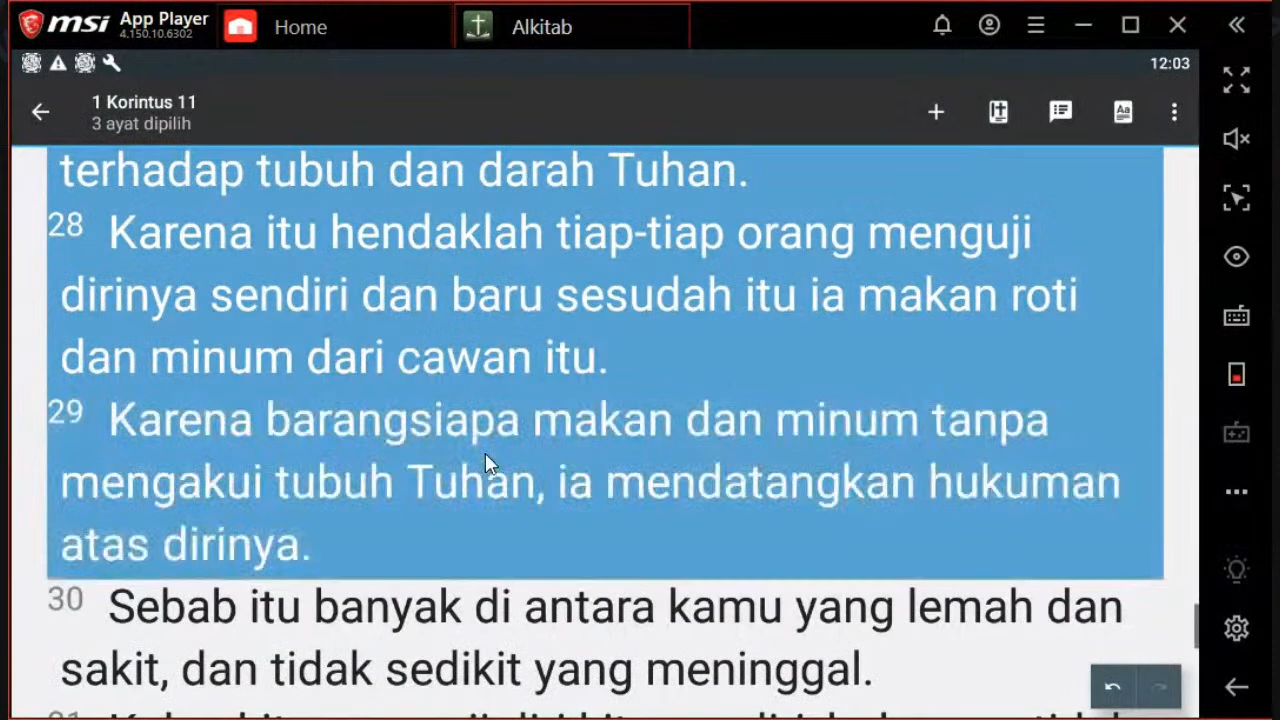 msi App Player
4.150.10.6302
Home
Alkitab
12:03
1 Korintus 11
3 ayat dipilih
Aa
terhadap tubuh dan darah Tuhan.
28 Karena itu hendaklah tiap-tiap orang menguji
dirinya sendiri dan baru sesudah itu ia makan roti
dan minum dari cawan itu.
29 Karena barangsiapa makan dan minum tanpa
mengakui tubuh Tuhan, ia mendatangkan hukuman
atas dirinya.
30 Sebab itu banyak di antara kamu yang lemah dan
sakit, dan tidak sedikit yang meninggal.